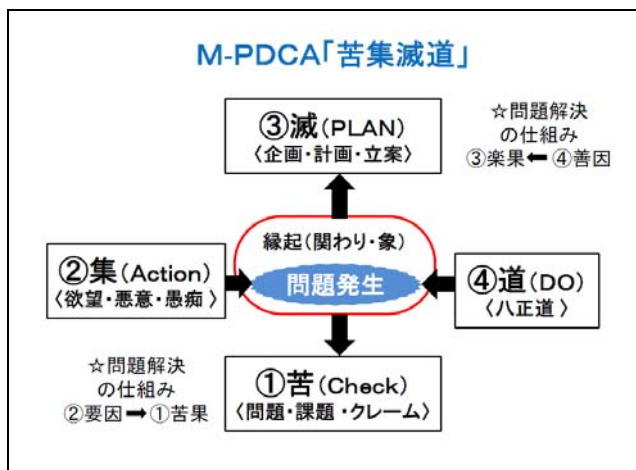 M-PDCA「苦集滅道」
③滅(PLAN)
〈企画・計画・立案〉
☆問題解決
の仕組み
③楽果⬅④善因
縁起(関わり・象)
問題発生
②集(Action)
〈欲望・悪意・愚痴 〉
④道(DO)
〈八正道 〉
☆問題解決
の仕組み
②要因➡①苦果
①苦(Check)
〈問題・課題 ・クレーム〉